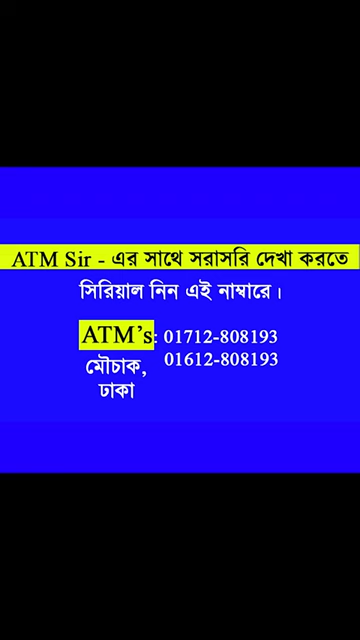 ATM Sir - এর সাথে সরাসরি দেখা করতে
সিরিয়াল নিন এই নাম্বারে।
ATM's: 01712-808193
01612-808193
মৌচাক,
ঢাকা